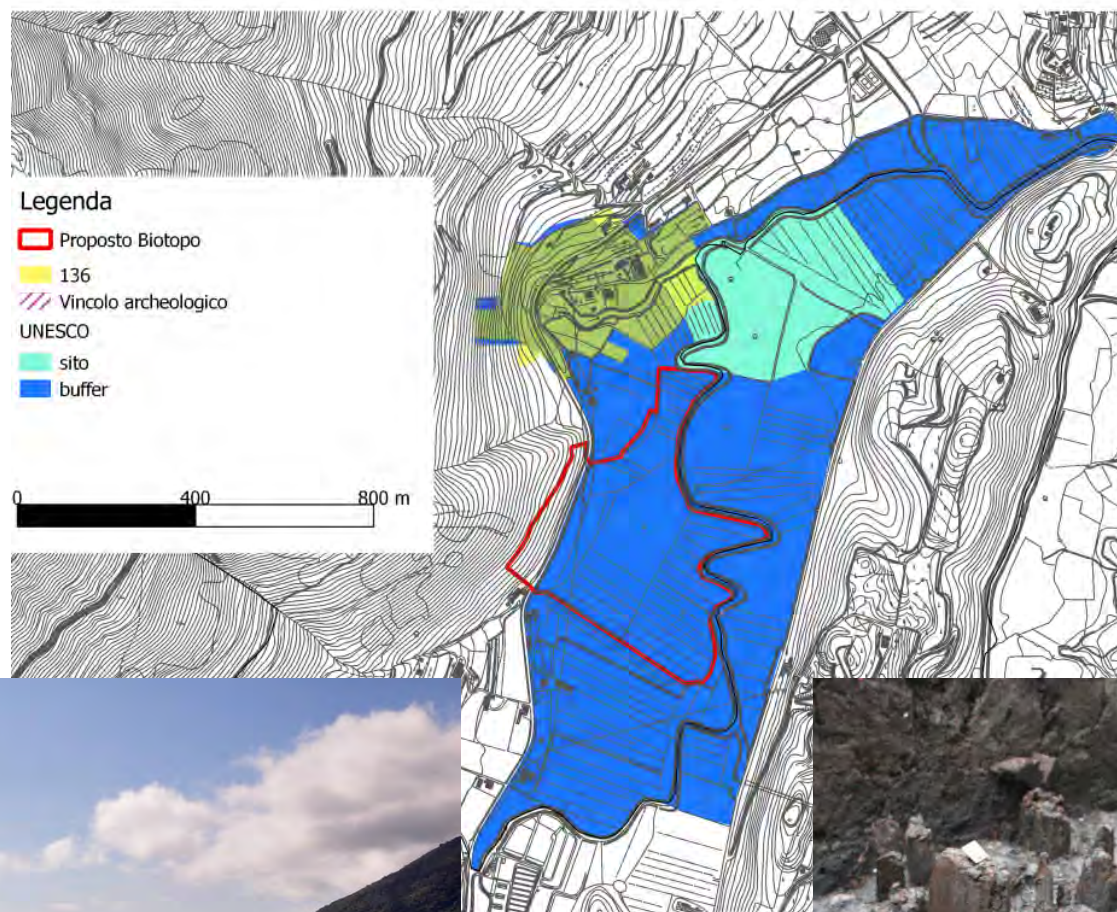 Legenda
Proposto Biotopo
136
Vincolo archeologico
UNESCO
sito
buffer
0 400 800 m